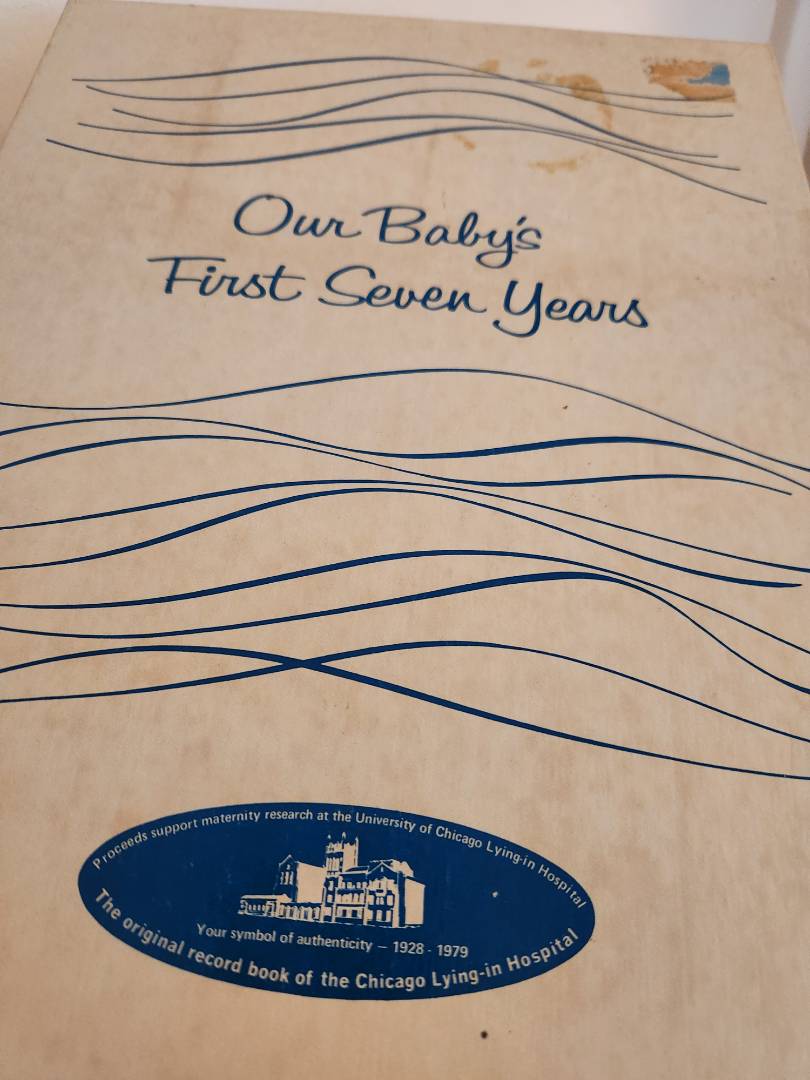 Our Baby's
First Seven Years
Proceeds support maternity research at the University of Chicago Lying-in Hospital
Your symbol of authenticity – 1928 - 1979
The original record book of the Chicago Lying-in Hospital